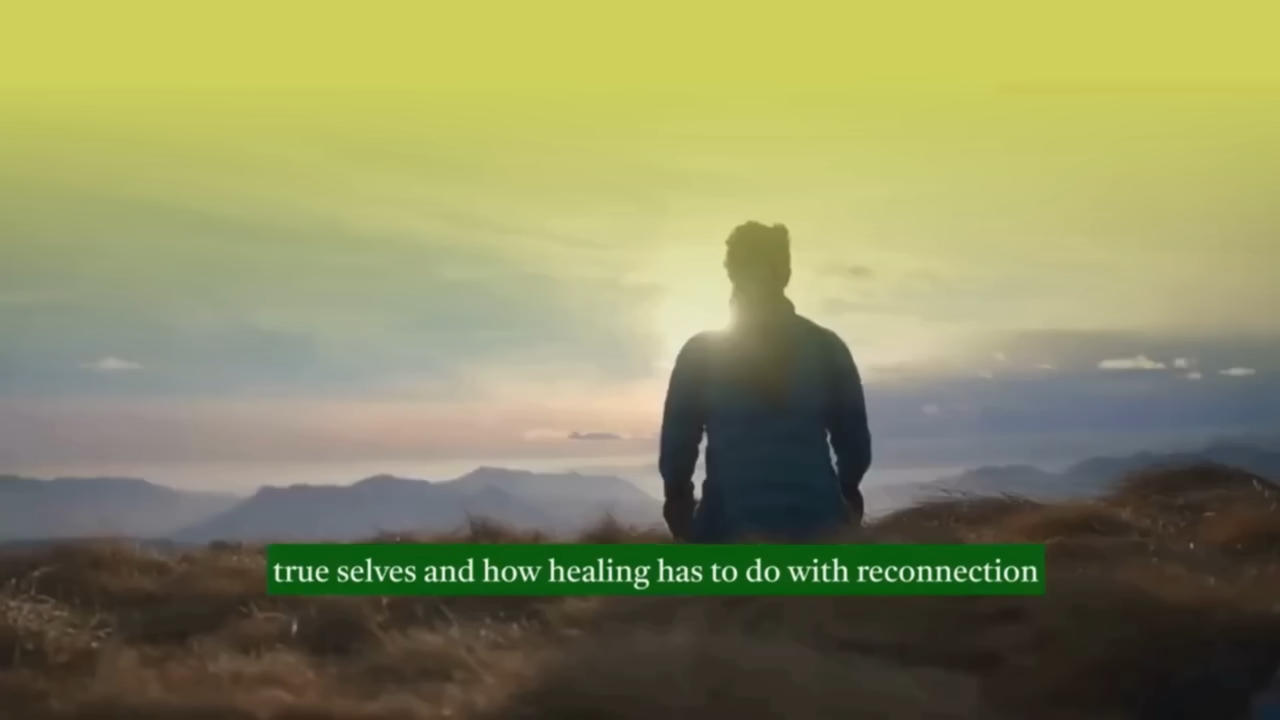 true selves and how healing has to do with reconnection